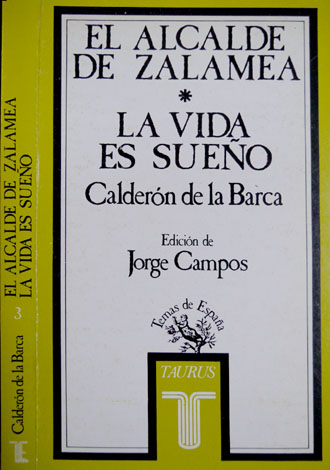 EL ALCALDE
DE ZALAMEA
*
LA VIDA
ES SUEÑO
Calderón de la Barca
Edición de
Jorge Campos
Temas de España
TAURUS
T
EL ALCALDE DE ZALAMEA
LA VIDA ES SUEÑO
3
Calderón de la Barca